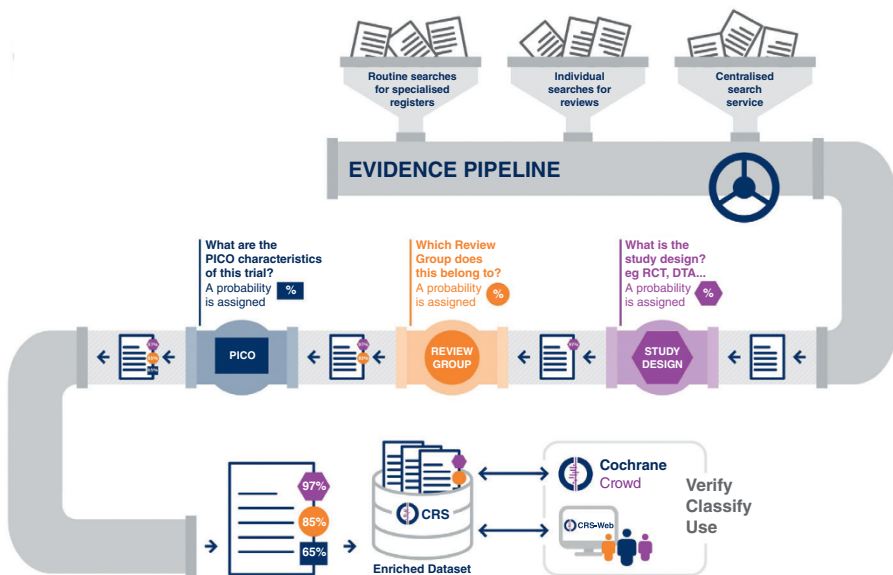 Routine searches
for specialised
registers
Individual
searches for
reviews
Centralised
search
service
EVIDENCE PIPELINE
What are the
PICO characteristics
of this trial?
A probability
is assigned
%
Which Review
Group does
this belong to?
A probability
is assigned
%
What is the
study design?
eg RCT, DTA...
A probability
is assigned
%
PICO
REVIEW
GROUP
STUDY
DESIGN
97%
85%
65%
CRS
Enriched Dataset
Cochrane
Crowd
CRS-Web
Verify
Classify
Use